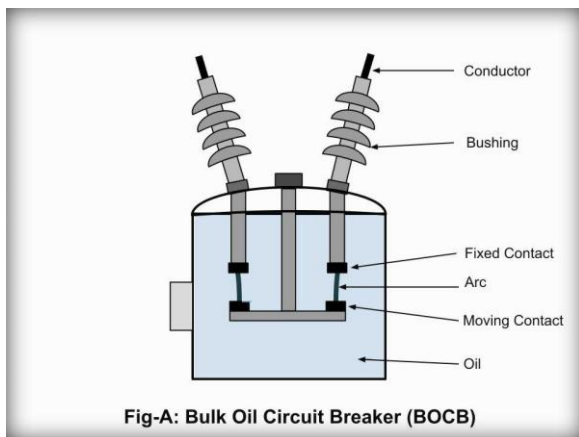 Conductor
Bushing
Fixed Contact
Arc
Moving Contact
Oil
Fig-A: Bulk Oil Circuit Breaker (BOCB)